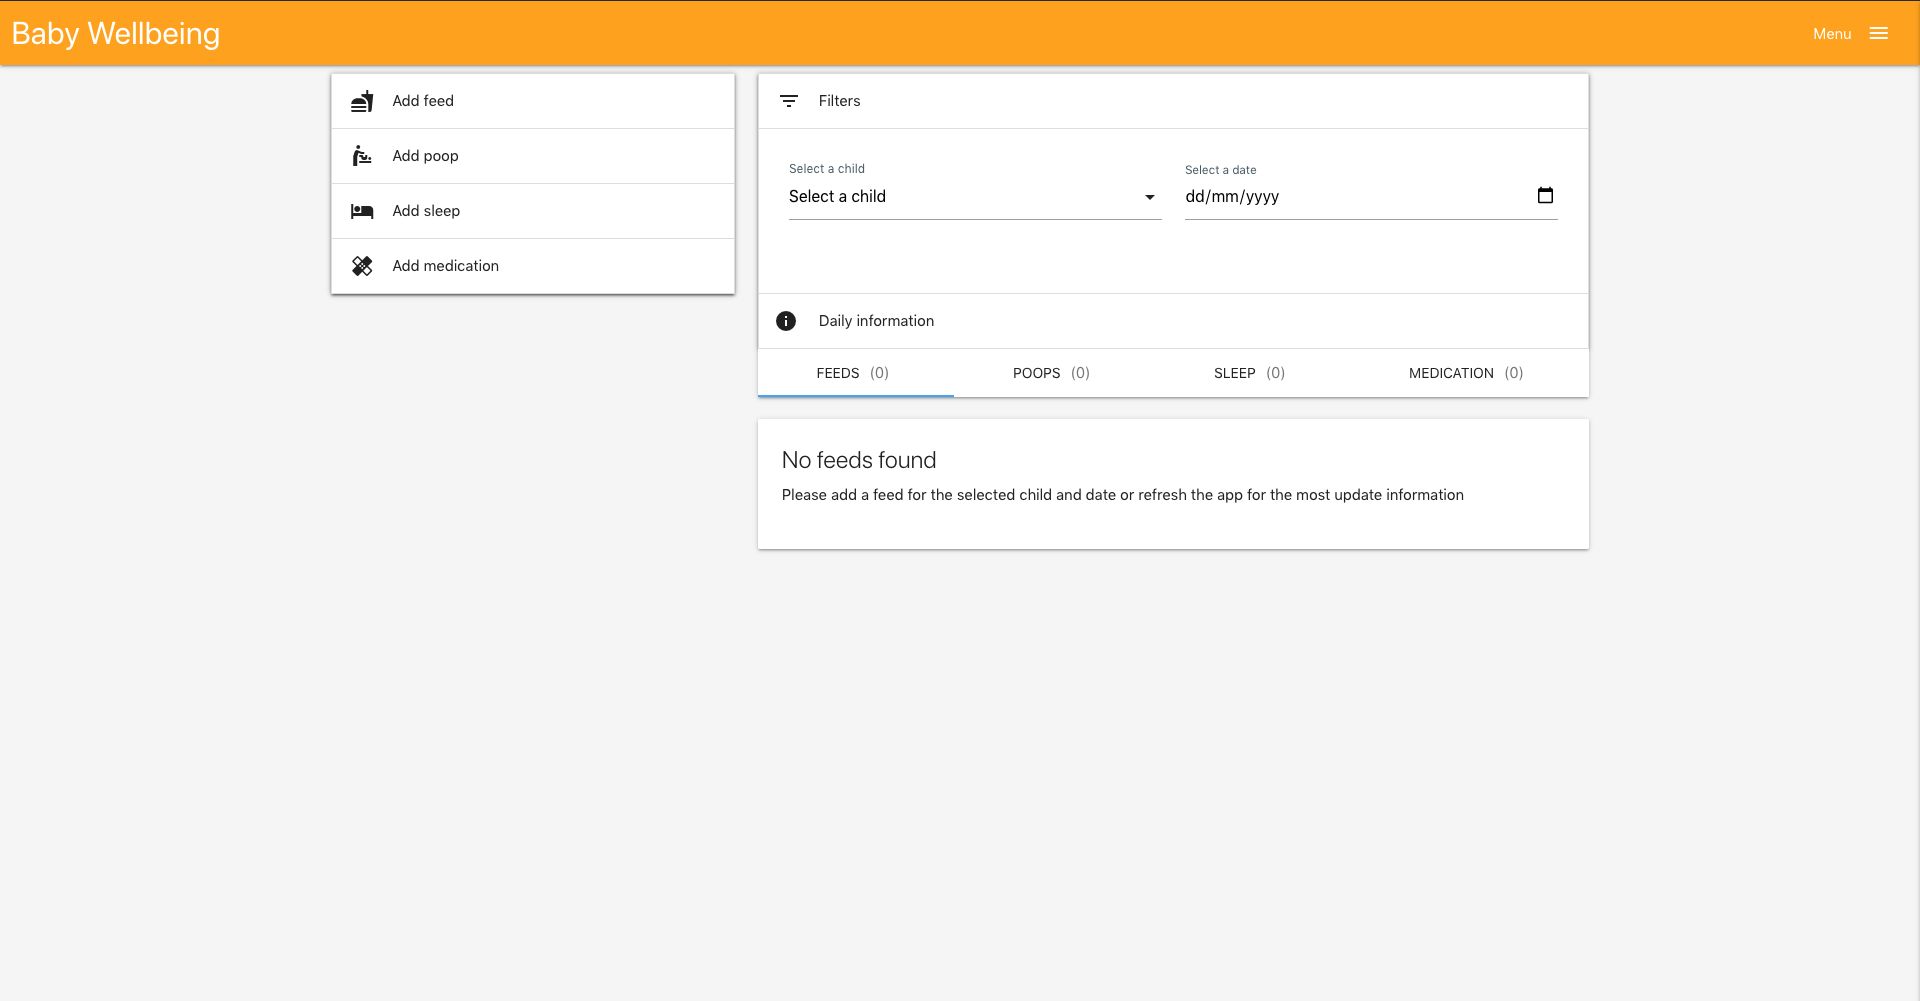 Baby Wellbeing
Menu
Add feed
Add poop
Add sleep
Add medication
Filters
Select a child
Select a child
Select a date
dd/mm/yyyy
Daily information
FEEDS (0)
POOPS (0)
SLEEP (0)
MEDICATION (0)
No feeds found
Please add a feed for the selected child and date or refresh the app for the most update information